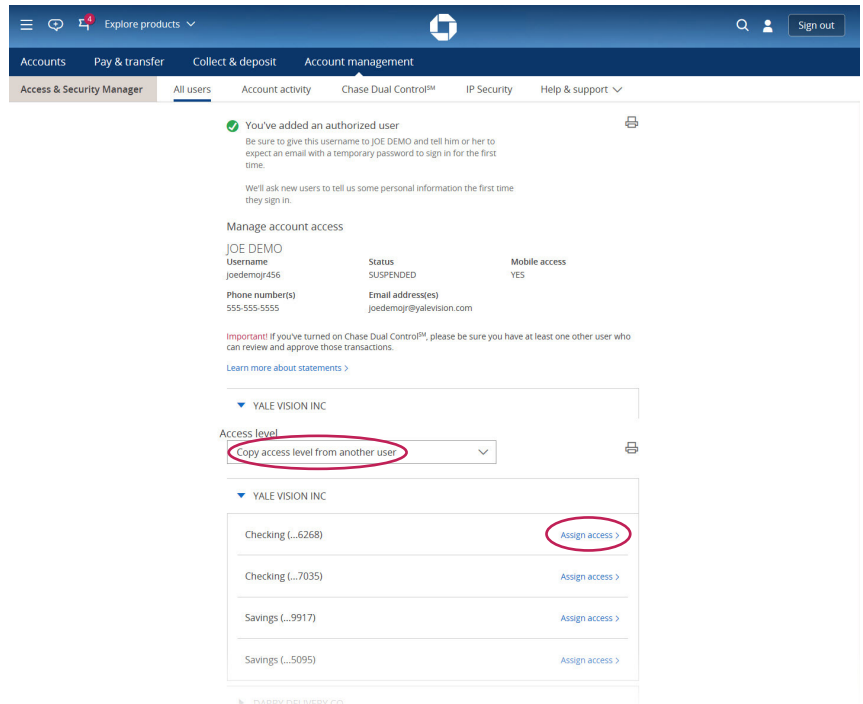 4
Explore products
Sign out
Accounts Pay & transfer Collect & deposit Account management
Access & Security Manager All users Account activity Chase Dual Control℠ IP Security Help & support
You've added an authorized user
Be sure to give this username to JOE DEMO and tell him or her to
expect an email with a temporary password to sign in for the first
time.
We'll ask new users to tell us some personal information the first time
they sign in.
Manage account access
JOE DEMO
Username Status Mobile access
joedemojr456 SUSPENDED YES
Phone number(s) Email address(es)
555-555-5555 joedemojr@yalevision.com
Important! If you've turned on Chase Dual Control℠, please be sure you have at least one other user who
can review and approve those transactions.
Learn more about statements >
YALE VISION INC
Access level
Copy access level from another user
YALE VISION INC
Checking (...6268) Assign access >
Checking (...7035) Assign access >
Savings (...9917) Assign access >
Savings (...5095) Assign access >
DARBY DELIVERY CO